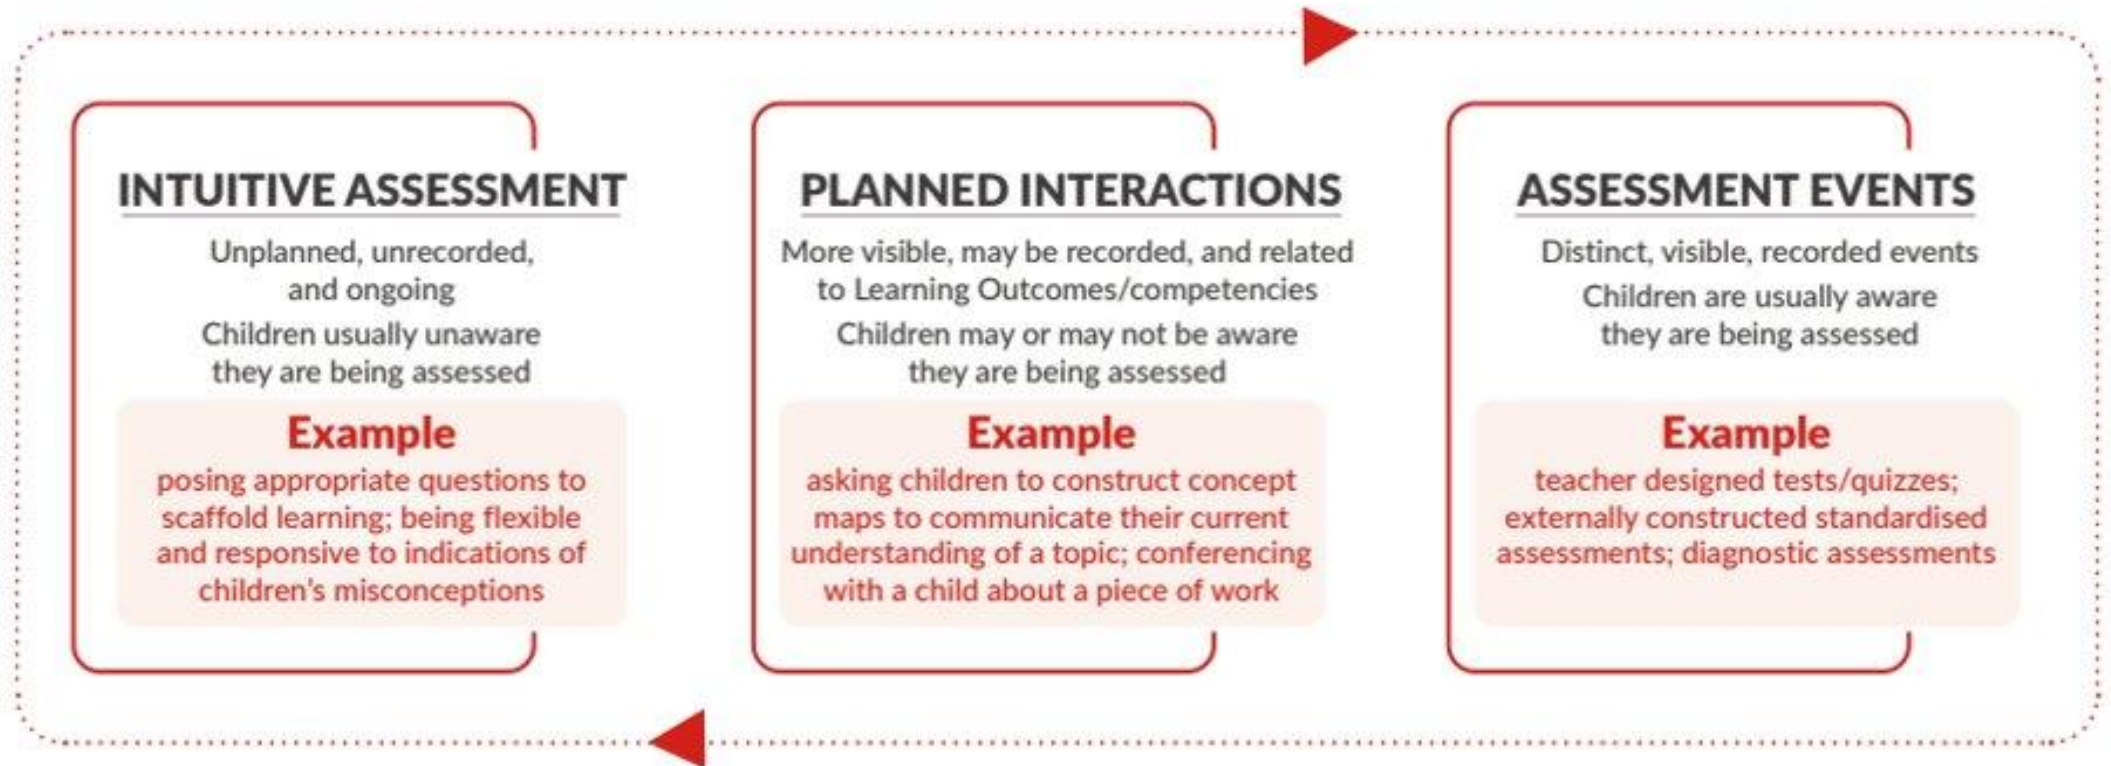 INTUITIVE ASSESSMENT
Unplanned, unrecorded,
and ongoing
Children usually unaware
they are being assessed
Example
posing appropriate questions to
scaffold learning; being flexible
and responsive to indications of
children's misconceptions
PLANNED INTERACTIONS
More visible, may be recorded, and related
to Learning Outcomes/competencies
Children may or may not be aware
they are being assessed
Example
asking children to construct concept
maps to communicate their current
understanding of a topic; conferencing
with a child about a piece of work
ASSESSMENT EVENTS
Distinct, visible, recorded events
Children are usually aware
they are being assessed
Example
teacher designed tests/quizzes;
externally constructed standardised
assessments; diagnostic assessments